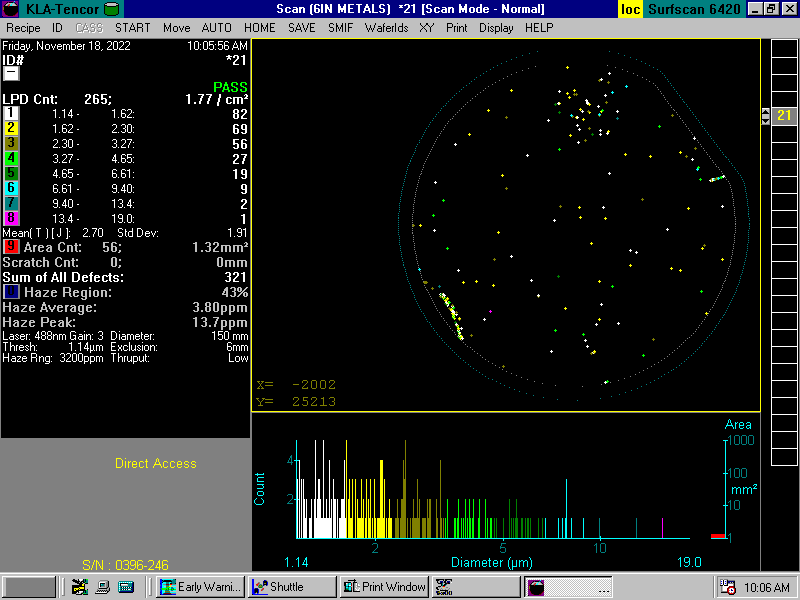 KLA-Tencor Scan (6IN METALS) *21 [Scan Mode - Normal] loc Surfscan 6420
Recipe ID CASS START Move AUTO HOME SAVE SMIF WaferIds XY Print Display HELP
Friday, November 18, 2022 10:05:56 AM
ID# *21
PASS
LPD Cnt: 265; 1.77 / cm²
1 1.14 - 1.62: 82
2 1.62 - 2.30: 69
3 2.30 - 3.27: 56
4 3.27 - 4.65: 27
5 4.65 - 6.61: 19
6 6.61 - 9.40: 9
7 9.40 - 13.4: 2
8 13.4 - 19.0: 1
Mean( T ) [ J ]: 2.70 Std Dev: 1.91
9 Area Cnt: 56; 1.32mm²
Scratch Cnt: 0; 0mm
Sum of All Defects: 321
Haze Region: 43%
Haze Average: 3.80ppm
Haze Peak: 13.7ppm
Laser: 488nm Gain: 3 Diameter: 150 mm
Thresh: 1.14µm Exclusion: 6mm
Haze Rng: 3200ppm Thruput: Low
21
X= -2002
Y= 25213
Direct Access
S/N : 0396-246
Count
4
2
1.14
2
5
10
19.0
Diameter (µm)
Area
1000
100
mm²
10
1
Early Warni... Shuttle Print Window ... 10:06 AM